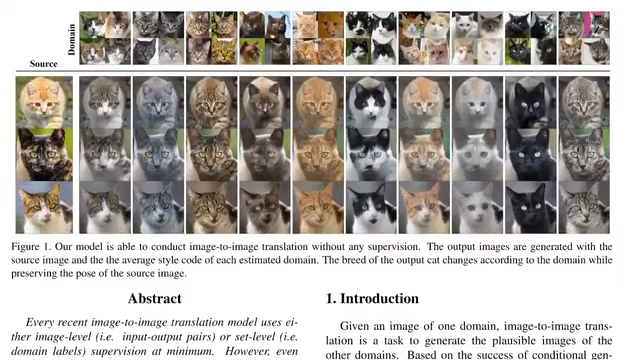 Domain
Source
Figure 1. Our model is able to conduct image-to-image translation without any supervision. The output images are generated with the
source image and the the average style code of each estimated domain. The breed of the output cat changes according to the domain while
preserving the pose of the source image.
Abstract
Every recent image-to-image translation model uses ei-
ther image-level (i.e. input-output pairs) or set-level (i.e.
domain labels) supervision at minimum. However, even
1. Introduction
Given an image of one domain, image-to-image trans-
lation is a task to generate the plausible images of the
other domains. Based on the success of conditional gen-